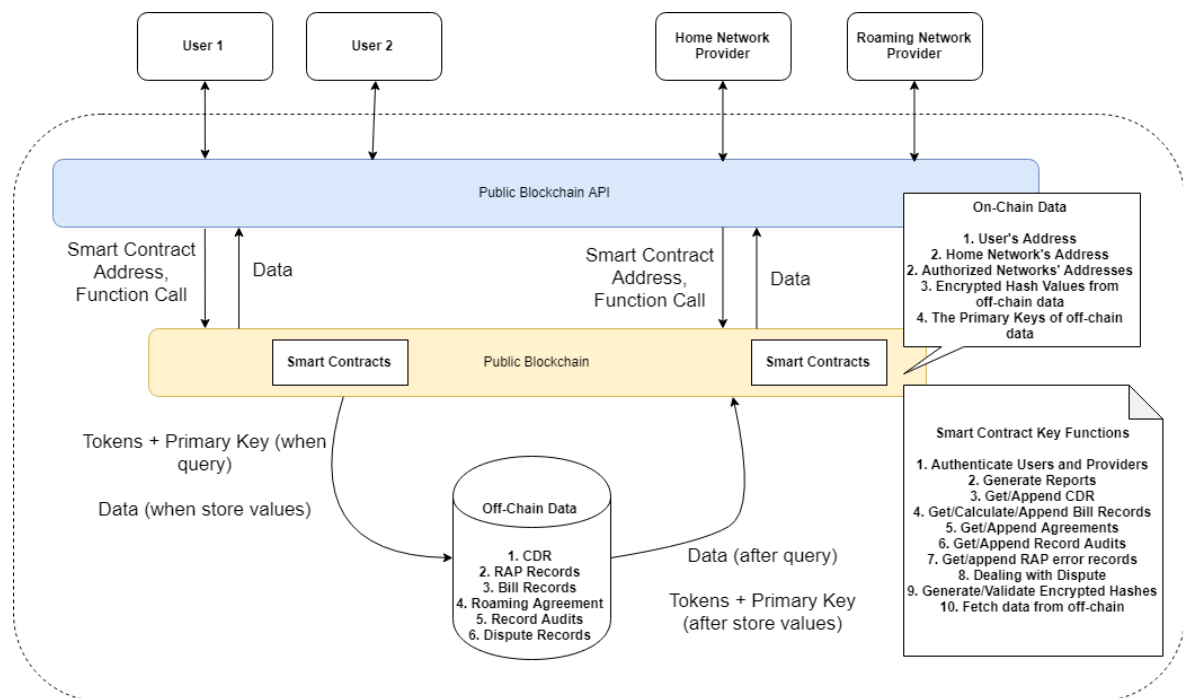 User 1
User 2
Home Network
Provider
Roaming Network
Provider
Public Blockchain API
Smart Contract
Address,
Function Call
Data
Smart Contract
Address,
Function Call
Data
On-Chain Data
1. User's Address
2. Home Network's Address
2. Authorized Networks' Addresses
3. Encrypted Hash Values from
off-chain data
4. The Primary Keys of off-chain
data
Smart Contracts
Public Blockchain
Smart Contracts
Tokens + Primary Key (when
query)
Data (when store values)
Off-Chain Data
1. CDR
2. RAP Records
3. Bill Records
4. Roaming Agreement
5. Record Audits
6. Dispute Records
Data (after query)
Tokens + Primary Key
(after store values)
Smart Contract Key Functions
1. Authenticate Users and Providers
2. Generate Reports
3. Get/Append CDR
4. Get/Calculate/Append Bill Records
5. Get/Append Agreements
6. Get/Append Record Audits
7. Get/append RAP error records
8. Dealing with Dispute
9. Generate/Validate Encrypted Hashes
10. Fetch data from off-chain